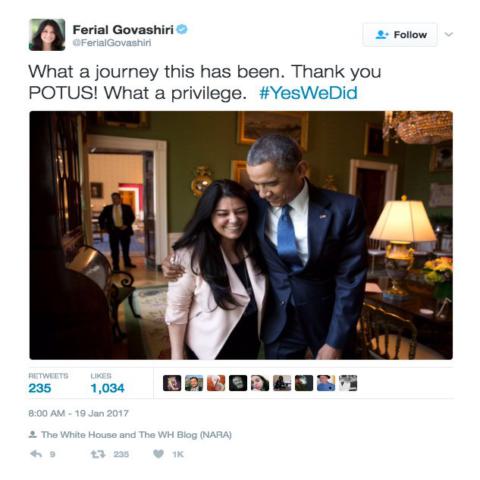 Ferial Govashiri
@FerialGovashiri
Follow
What a journey this has been. Thank you
POTUS! What a privilege. #YesWeDid
RETWEETS LIKES
235 1,034
8:00 AM - 19 Jan 2017
The White House and The WH Blog (NARA)
9 235 1K